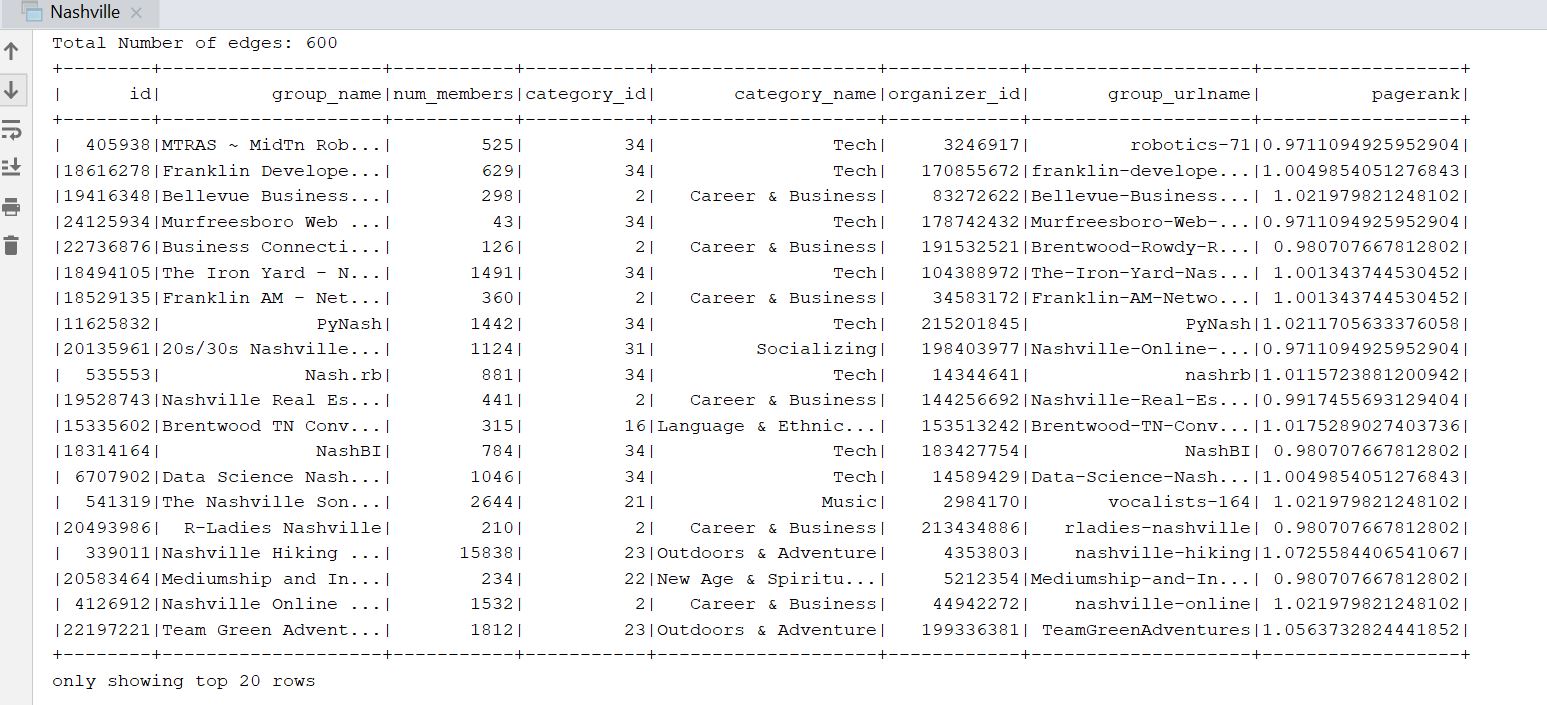 Nashville
Total Number of edges: 600
+--------+--------------------+-----------+-----------+--------------------+------------+--------------------+------------------+
|      id|          group_name|num_members|category_id|       category_name|organizer_id|       group_urlname|          pagerank|
+--------+--------------------+-----------+-----------+--------------------+------------+--------------------+------------------+
|  405938|MTRAS ~ MidTn Rob...|        525|         34|                Tech|     3246917|         robotics-71|0.9711094925952904|
|18616278|Franklin Develope...|        629|         34|                Tech|   170855672|franklin-develope...|1.0049854051276843|
|19416348|Bellevue Business...|        298|          2|   Career & Business|    83272622|Bellevue-Business...| 1.021979821248102|
|24125934|Murfreesboro Web ...|         43|         34|                Tech|   178742432|Murfreesboro-Web-...|0.9711094925952904|
|22736876|Business Connecti...|        126|          2|   Career & Business|   191532521|Brentwood-Rowdy-R...| 0.980707667812802|
|18494105|The Iron Yard - N...|       1491|         34|                Tech|   104388972|The-Iron-Yard-Nas...| 1.001343744530452|
|18529135|Franklin AM - Net...|        360|          2|   Career & Business|    34583172|Franklin-AM-Netwo...| 1.001343744530452|
|11625832|              PyNash|       1442|         34|                Tech|   215201845|              PyNash|1.0211705633376058|
|20135961|20s/30s Nashville...|       1124|         31|         Socializing|   198403977|Nashville-Online-...|0.9711094925952904|
|  535553|             Nash.rb|        881|         34|                Tech|    14344641|              nashrb|1.0115723881200942|
|19528743|Nashville Real Es...|        441|          2|   Career & Business|   144256692|Nashville-Real-Es...|0.9917455693129404|
|15335602|Brentwood TN Conv...|        315|         16|Language & Ethnic...|   153513242|Brentwood-TN-Conv...|1.0175289027403736|
|18314164|              NashBI|        784|         34|                Tech|   183427754|              NashBI| 0.980707667812802|
| 6707902|Data Science Nash...|       1046|         34|                Tech|    14589429|Data-Science-Nash...|1.0049854051276843|
|  541319|The Nashville Son...|       2644|         21|               Music|     2984170|       vocalists-164| 1.021979821248102|
|20493986|  R-Ladies Nashville|        210|          2|   Career & Business|   213434886|    rladies-nashville| 0.980707667812802|
|  339011|Nashville Hiking ...|      15838|         23|Outdoors & Adventure|     4353803|    nashville-hiking|1.0725584406541067|
|20583464|Mediumship and In...|        234|         22|New Age & Spiritu...|     5212354|Mediumship-and-In...| 0.980707667812802|
| 4126912|Nashville Online ...|       1532|          2|   Career & Business|    44942272|    nashville-online| 1.021979821248102|
|22197221|Team Green Advent...|       1812|         23|Outdoors & Adventure|   199336381| TeamGreenAdventures|1.0563732824441852|
+--------+--------------------+-----------+-----------+--------------------+------------+--------------------+------------------+
only showing top 20 rows